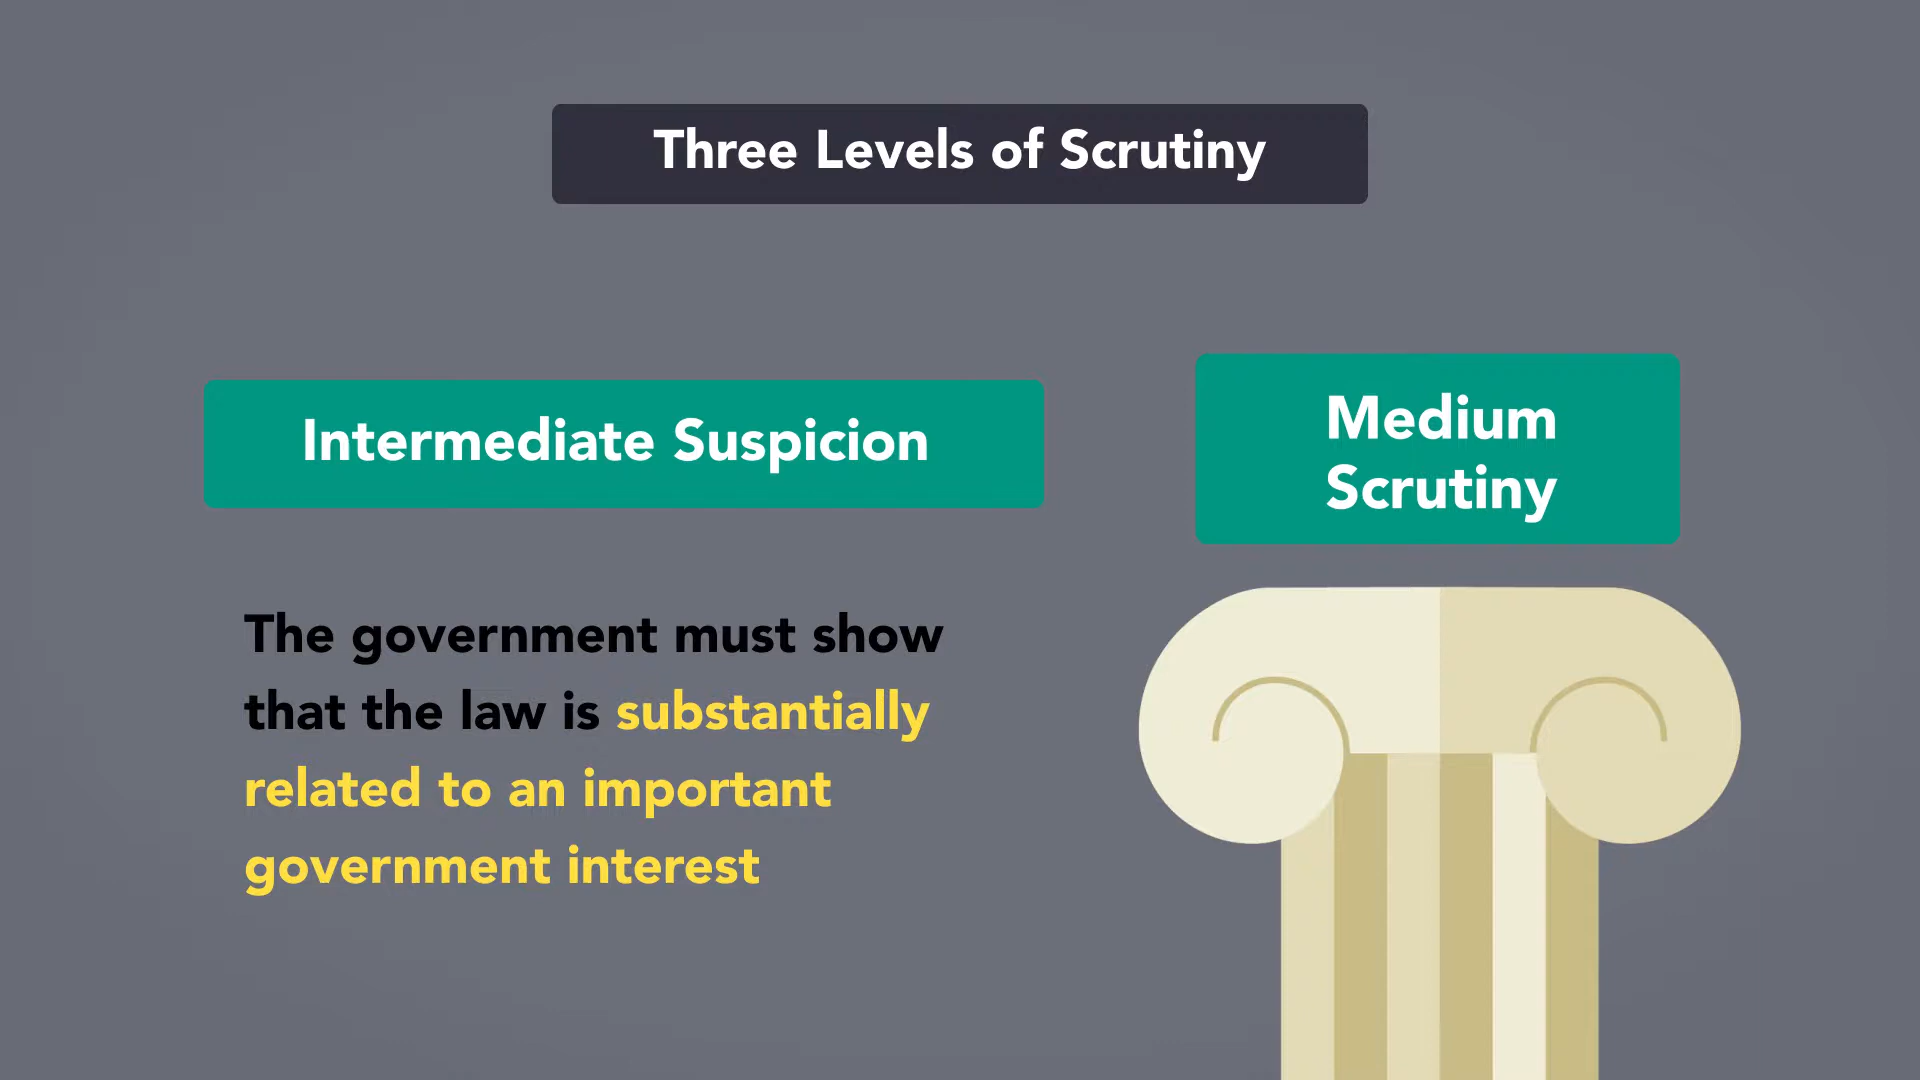 Three Levels of Scrutiny
Intermediate Suspicion
Medium
Scrutiny
The government must show
that the law is substantially
related to an important
government interest